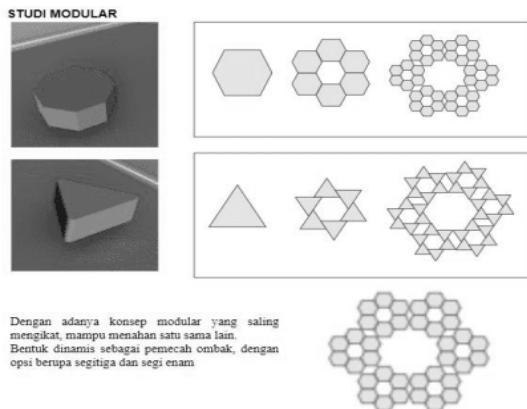 STUDI MODULAR
Dengan adanya konsep modular yang saling
mengikat, mampu menahan satu sama lain.
Bentuk dinamis sebagai pemecah ombak, dengan
opsi berupa segitiga dan segi enam